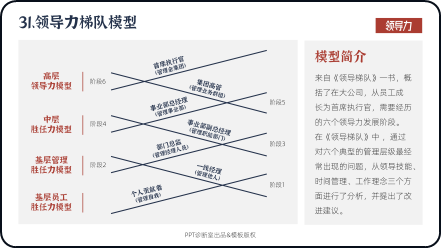 31.领导力梯队模型
领导力
高层
领导力模型
中层
胜任力模型
基层管理
胜任力模型
基层员工
胜任力模型
阶段6
阶段4
阶段2
首席执行官
(管理全集团)
集团高管
(管理业务群组)
事业部总经理
(管理事业部)
事业部副总经理
(管理职能部门)
部门总监
(管理经理人员)
一线经理
(管理他人)
个人贡献者
(管理自我)
阶段5
阶段3
阶段1
模型简介
来自《领导梯队》一书，概
括了在大公司，从员工成
长为首席执行官，需要经历
的六个领导力发展阶段。
在《领导梯队》中 ，通过
对六个典型的管理层级最经
常出现的问题，从领导技能、
时间管理、工作理念三个方
面进行了分析，并提出了改
进建议。
PPT诊断室出品&模板版权